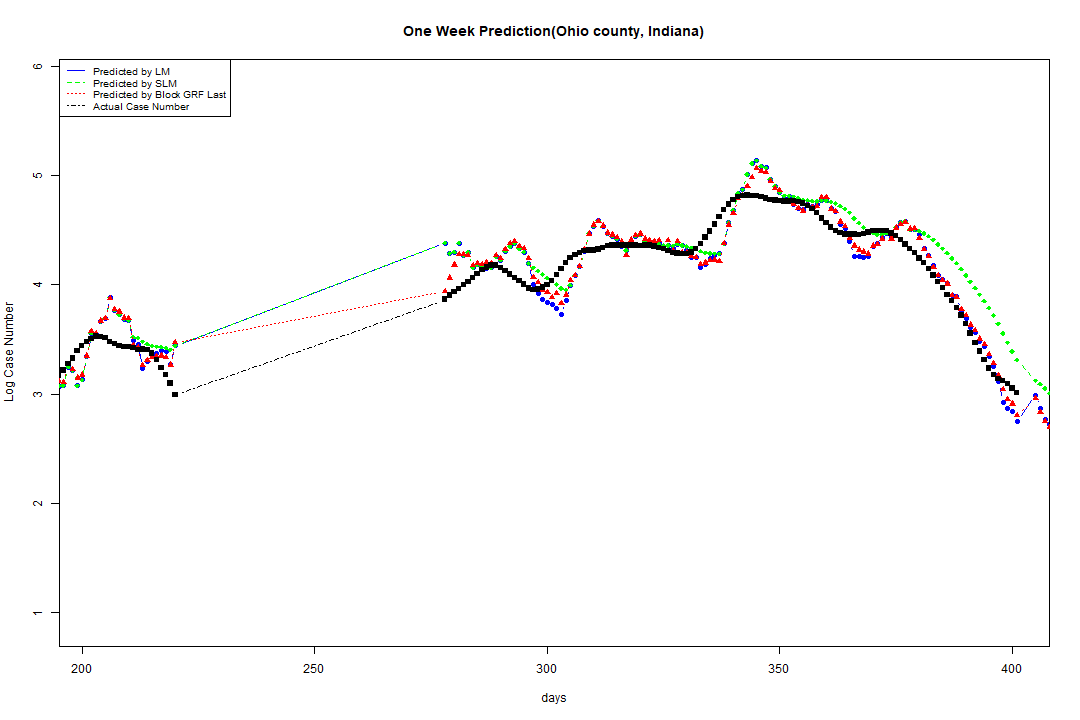 One Week Prediction(Ohio county, Indiana)
Predicted by LM
Predicted by SLM
Predicted by Block GRF Last
Actual Case Number
Log Case Number
6
5
4
3
2
1
200 250 300 350 400
days